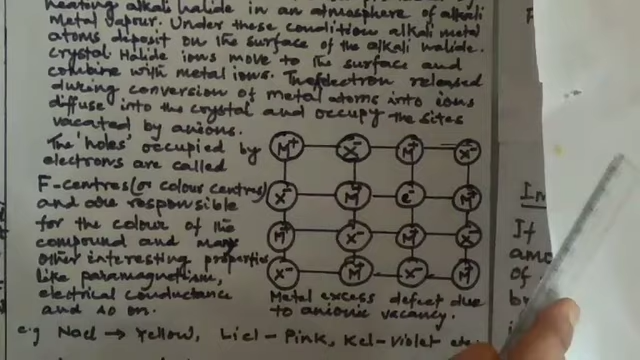 heating alkali halide in an atmosphere of alkali
metal vapour. Under these condition alkali metal
atoms deposit on the surface of the alkali halide.
Crystal Halide ions move to the surface and
combine with metal ions. The electron released
during conversion of metal atoms into ions
diffuse into the crystal and occupy the sites
vacated by anions.
The 'holes' occupied by
electrons are called
F-centres (or colour centres)
and are responsible
for the colour of the
compound and many
other interesting properties
like paramagnetism,
electrical conductance
and so on.
M+ X- M+ X-
X- M+ e- M+
M+ X- M+ X-
X- M+ X- M+
Metal excess defect due
to anionic vacancy.
e.g Nacl → Yellow, Licl - Pink, Kcl - Violet etc.
It
of